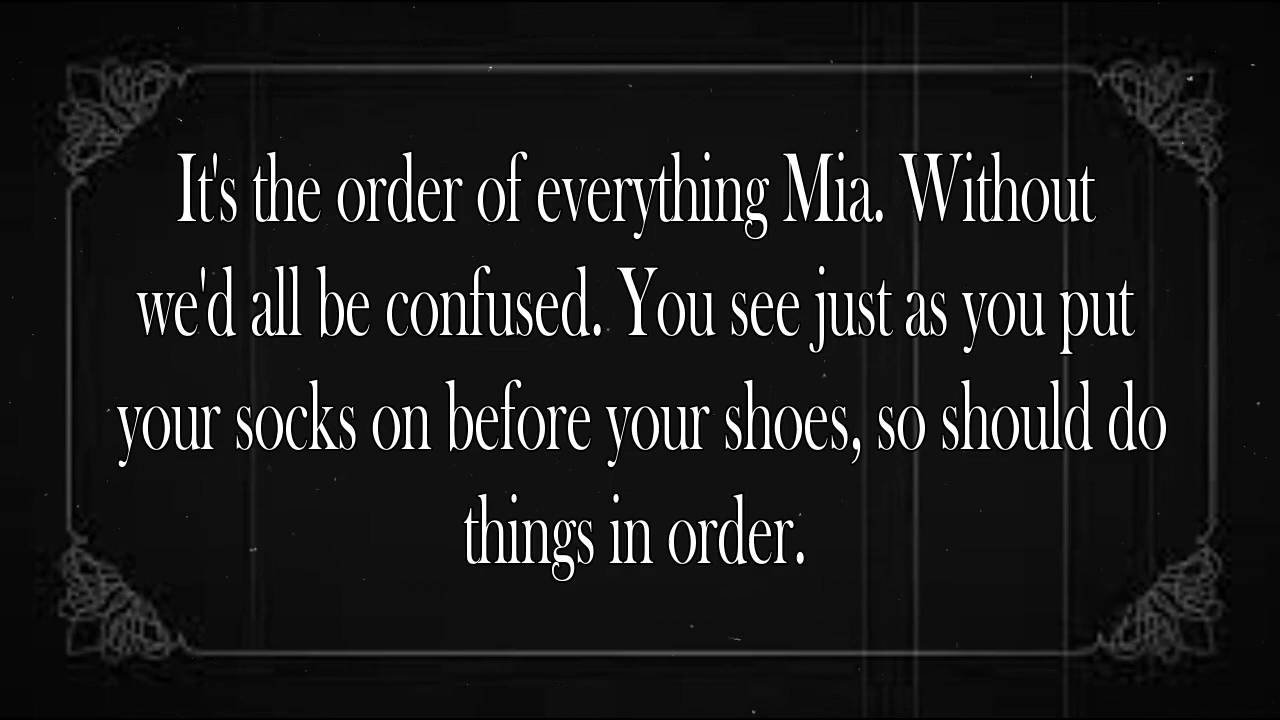 It's the order of everything Mia. Without
we'd all be confused. You see just as you put
your socks on before your shoes, so should do
things in order.